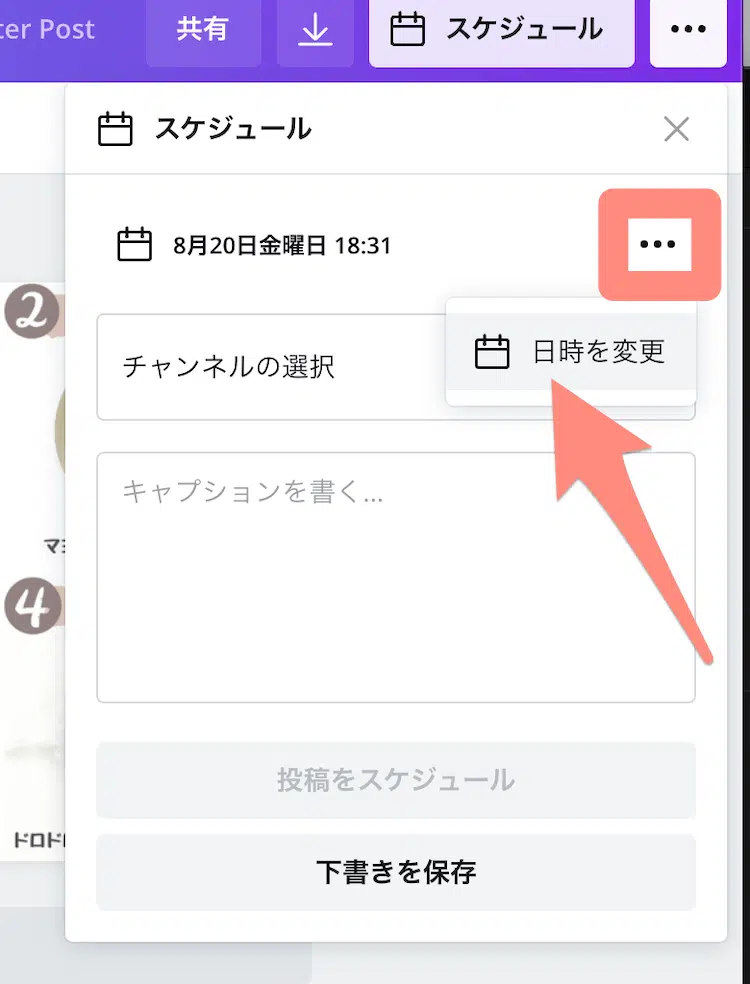 ter Post
共有
スケジュール
スケジュール
8月20日金曜日 18:31
日時を変更
チャンネルの選択
キャプションを書く...
2
マヨ
4
ドロド
投稿をスケジュール
下書きを保存